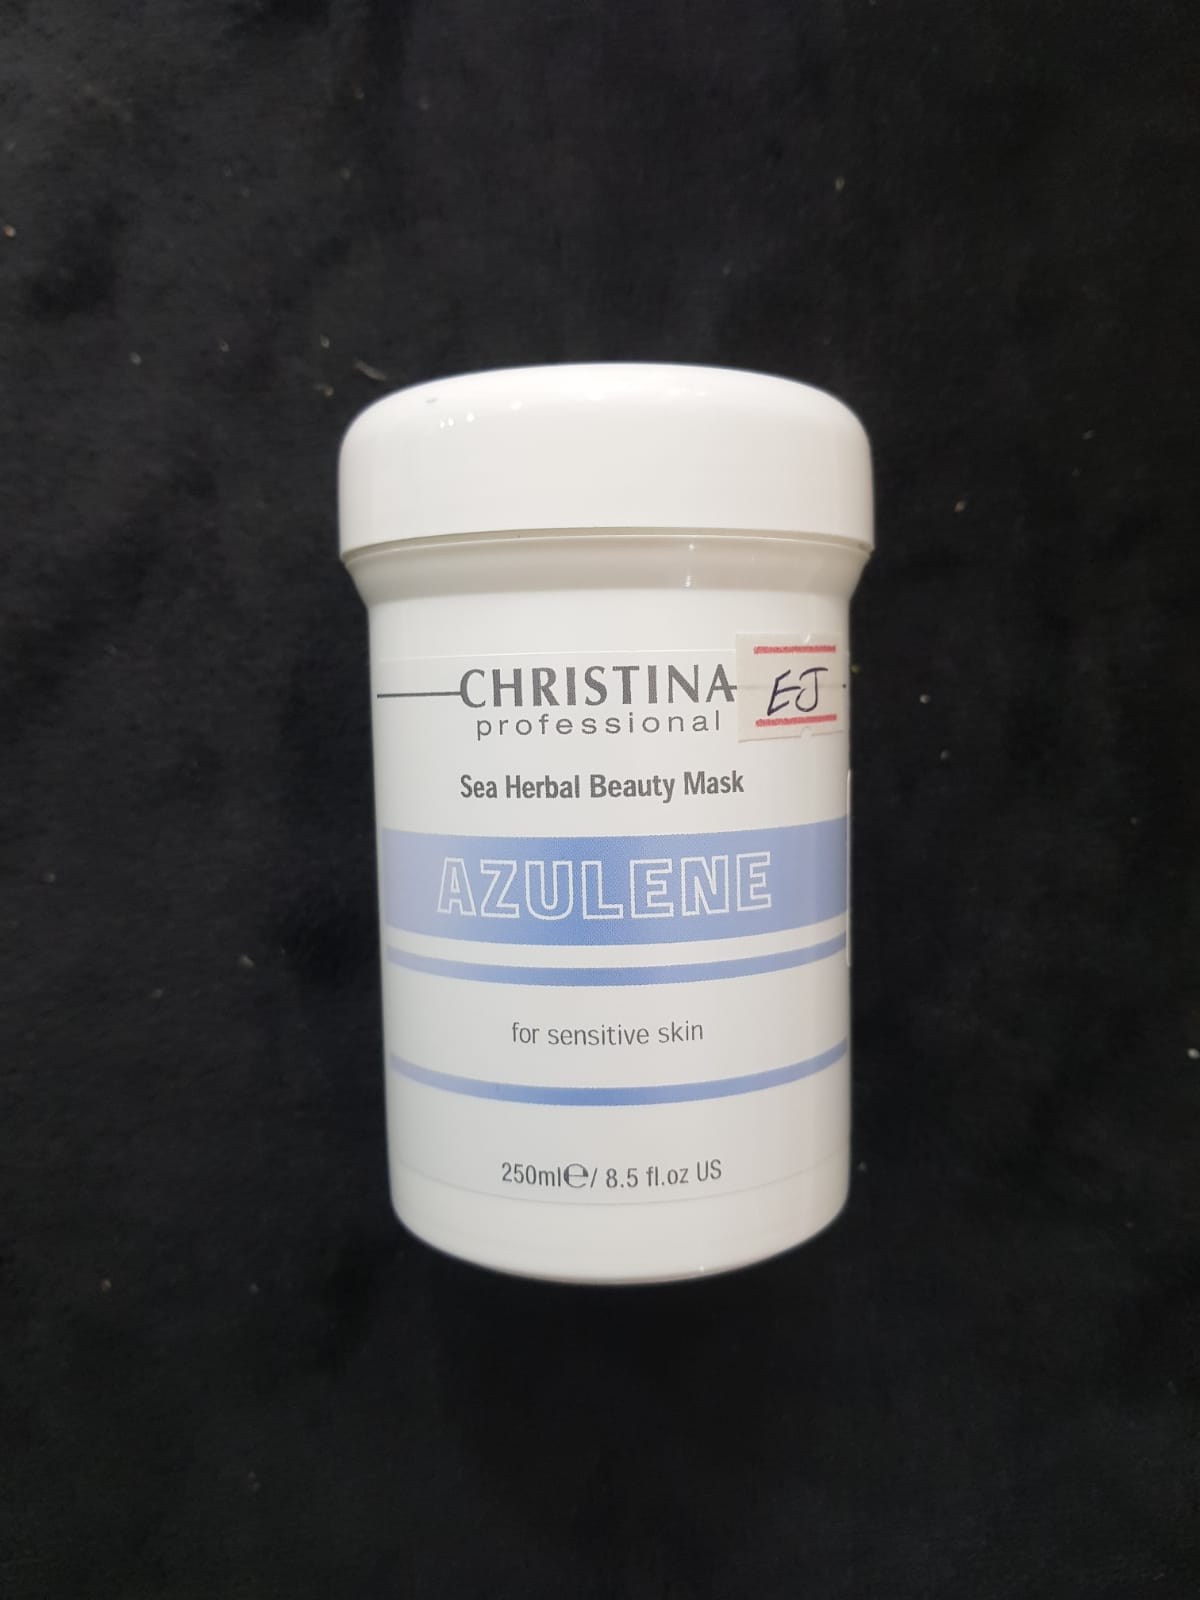 CHRISTINA
professional
EJ
Sea Herbal Beauty Mask
AZULENE
for sensitive skin
250ml℮/ 8.5 fl.oz US